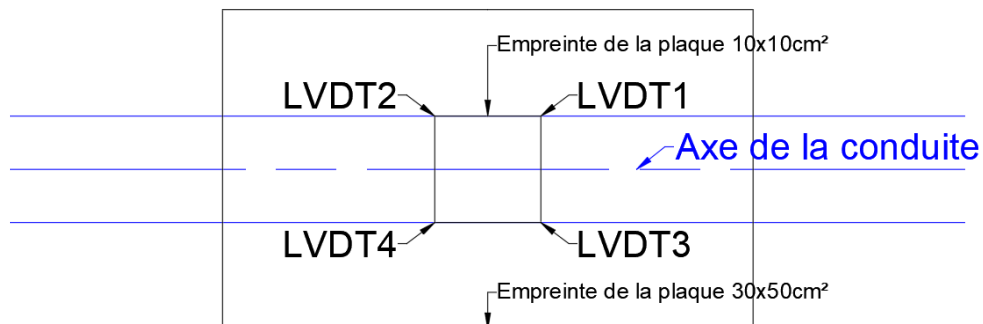 Empreinte de la plaque 10x10cm²
LVDT2
LVDT1
Axe de la conduite
LVDT4
LVDT3
Empreinte de la plaque 30x50cm²